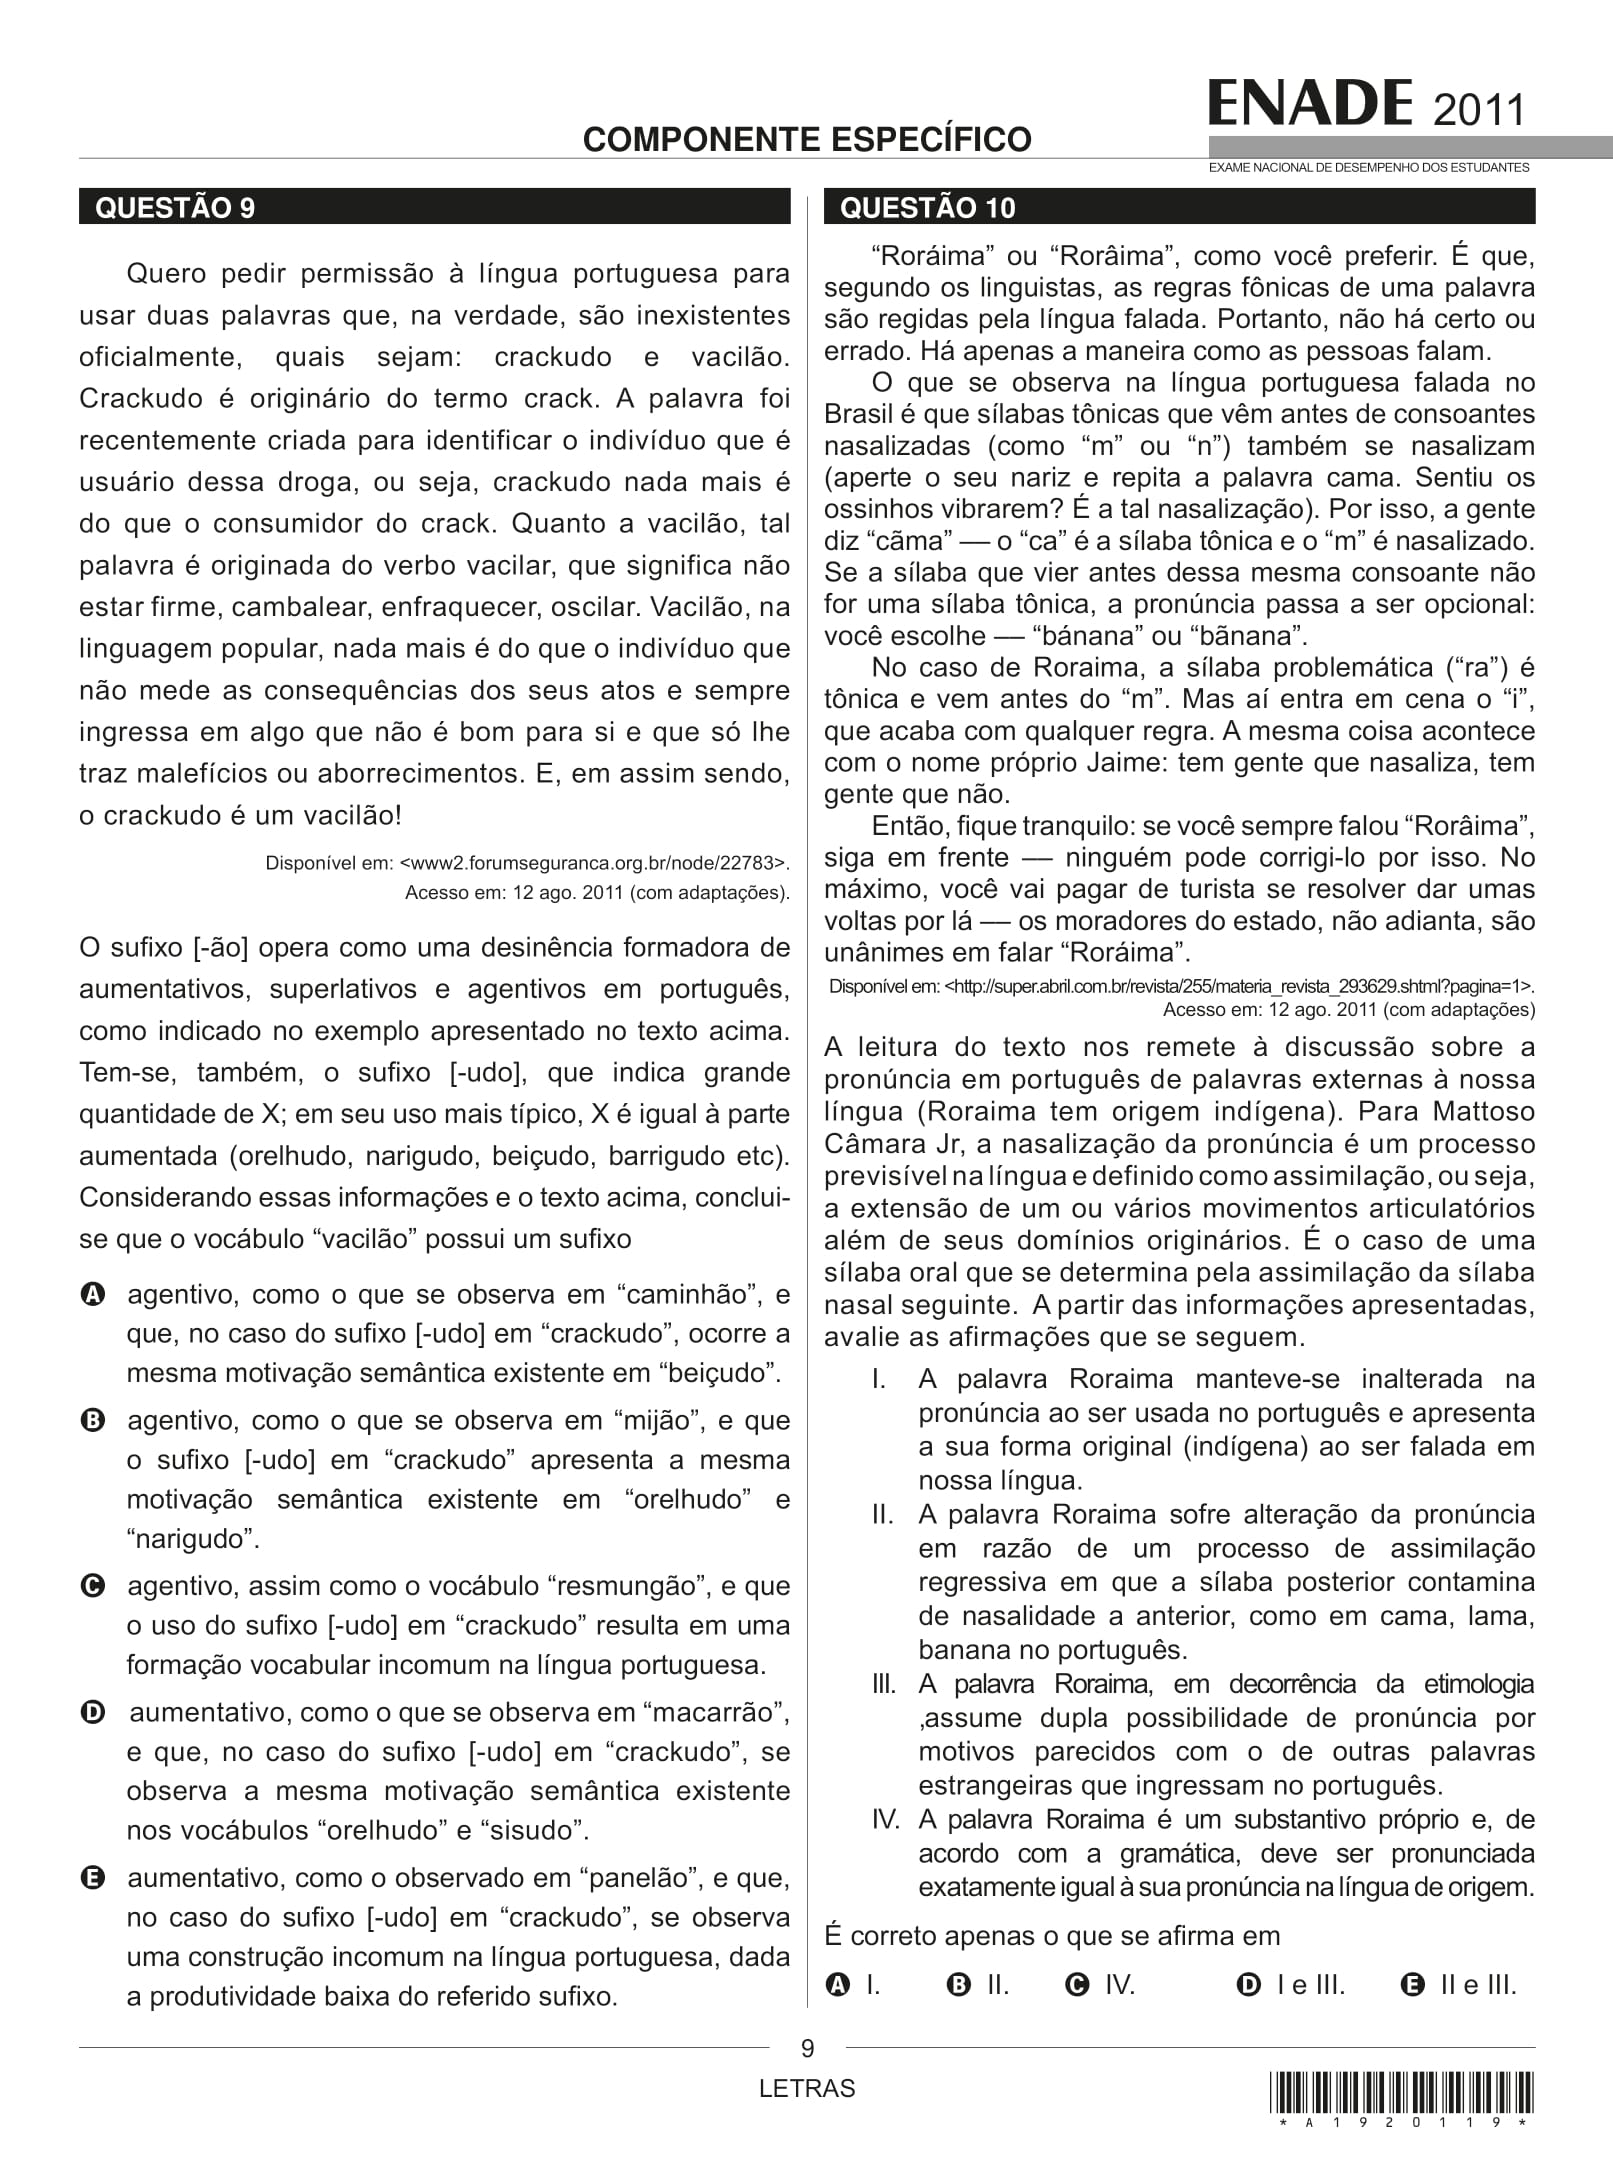 COMPONENTE ESPECÍFICO
ENADE 2011
EXAME NACIONAL DE DESEMPENHO DOS ESTUDANTES
QUESTÃO 9
Quero pedir permissão à língua portuguesa para
usar duas palavras que, na verdade, são inexistentes
oficialmente, quais sejam: crackudo e vacilão.
Crackudo é originário do termo crack. A palavra foi
recentemente criada para identificar o indivíduo que é
usuário dessa droga, ou seja, crackudo nada mais é
do que o consumidor do crack. Quanto a vacilão, tal
palavra é originada do verbo vacilar, que significa não
estar firme, cambalear, enfraquecer, oscilar. Vacilão, na
linguagem popular, nada mais é do que o indivíduo que
não mede as consequências dos seus atos e sempre
ingressa em algo que não é bom para si e que só lhe
traz malefícios ou aborrecimentos. E, em assim sendo,
o crackudo é um vacilão!
Disponível em: <www2.forumseguranca.org.br/node/22783>.
Acesso em: 12 ago. 2011 (com adaptações).
O sufixo [-ão] opera como uma desinência formadora de
aumentativos, superlativos e agentivos em português,
como indicado no exemplo apresentado no texto acima.
Tem-se, também, o sufixo [-udo], que indica grande
quantidade de X; em seu uso mais típico, X é igual à parte
aumentada (orelhudo, narigudo, beiçudo, barrigudo etc).
Considerando essas informações e o texto acima, conclui-
se que o vocábulo “vacilão” possui um sufixo
A agentivo, como o que se observa em “caminhão”, e
que, no caso do sufixo [-udo] em “crackudo”, ocorre a
mesma motivação semântica existente em “beiçudo”.
B agentivo, como o que se observa em “mijão”, e que
o sufixo [-udo] em “crackudo” apresenta a mesma
motivação semântica existente em “orelhudo” e
“narigudo”.
C agentivo, assim como o vocábulo “resmungão”, e que
o uso do sufixo [-udo] em “crackudo” resulta em uma
formação vocabular incomum na língua portuguesa.
D aumentativo, como o que se observa em “macarrão”,
e que, no caso do sufixo [-udo] em “crackudo”, se
observa a mesma motivação semântica existente
nos vocábulos “orelhudo” e “sisudo”.
E aumentativo, como o observado em “panelão”, e que,
no caso do sufixo [-udo] em “crackudo”, se observa
uma construção incomum na língua portuguesa, dada
a produtividade baixa do referido sufixo.
QUESTÃO 10
“Roráima” ou “Rorâima”, como você preferir. É que,
segundo os linguistas, as regras fônicas de uma palavra
são regidas pela língua falada. Portanto, não há certo ou
errado. Há apenas a maneira como as pessoas falam.
O que se observa na língua portuguesa falada no
Brasil é que sílabas tônicas que vêm antes de consoantes
nasalizadas (como “m” ou “n”) também se nasalizam
(aperte o seu nariz e repita a palavra cama. Sentiu os
ossinhos vibrarem? É a tal nasalização). Por isso, a gente
diz “cãma” — o “ca” é a sílaba tônica e o “m” é nasalizado.
Se a sílaba que vier antes dessa mesma consoante não
for uma sílaba tônica, a pronúncia passa a ser opcional:
você escolhe — “bánana” ou “bãnana”.
No caso de Roraima, a sílaba problemática (“ra”) é
tônica e vem antes do “m”. Mas aí entra em cena o “i”,
que acaba com qualquer regra. A mesma coisa acontece
com o nome próprio Jaime: tem gente que nasaliza, tem
gente que não.
Então, fique tranquilo: se você sempre falou “Rorâima”,
siga em frente — ninguém pode corrigi-lo por isso. No
máximo, você vai pagar de turista se resolver dar umas
voltas por lá — os moradores do estado, não adianta, são
unânimes em falar “Roráima”.
Disponível em: <http://super.abril.com.br/revista/255/materia_revista_293629.shtml?pagina=1>.
Acesso em: 12 ago. 2011 (com adaptações)
A leitura do texto nos remete à discussão sobre a
pronúncia em português de palavras externas à nossa
língua (Roraima tem origem indígena). Para Mattoso
Câmara Jr, a nasalização da pronúncia é um processo
previsível na língua e definido como assimilação, ou seja,
a extensão de um ou vários movimentos articulatórios
além de seus domínios originários. É o caso de uma
sílaba oral que se determina pela assimilação da sílaba
nasal seguinte. A partir das informações apresentadas,
avalie as afirmações que se seguem.
I. A palavra Roraima manteve-se inalterada na
pronúncia ao ser usada no português e apresenta
a sua forma original (indígena) ao ser falada em
nossa língua.
II. A palavra Roraima sofre alteração da pronúncia
em razão de um processo de assimilação
regressiva em que a sílaba posterior contamina
de nasalidade a anterior, como em cama, lama,
banana no português.
III. A palavra Roraima, em decorrência da etimologia
,assume dupla possibilidade de pronúncia por
motivos parecidos com o de outras palavras
estrangeiras que ingressam no português.
IV. A palavra Roraima é um substantivo próprio e, de
acordo com a gramática, deve ser pronunciada
exatamente igual à sua pronúncia na língua de origem.
É correto apenas o que se afirma em
A I. B II. C IV. D I e III. E II e III.
9
LETRAS
* A 1 9 2 0 1 1 9 *